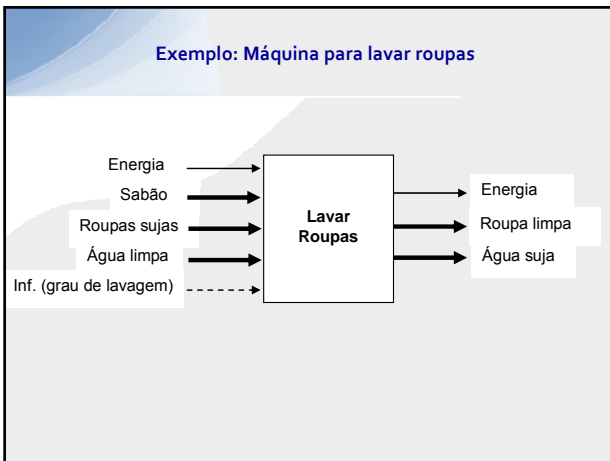 Exemplo: Máquina para lavar roupas
Energia
Sabão
Roupas sujas
Água limpa
Inf. (grau de lavagem)
Lavar
Roupas
Energia
Roupa limpa
Água suja